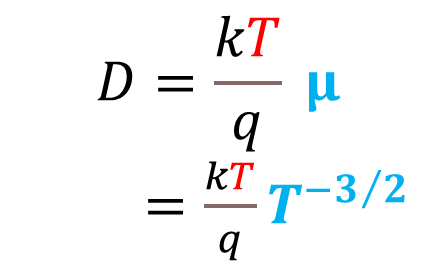 D = kT/q μ
= kT/q T^{-3/2}